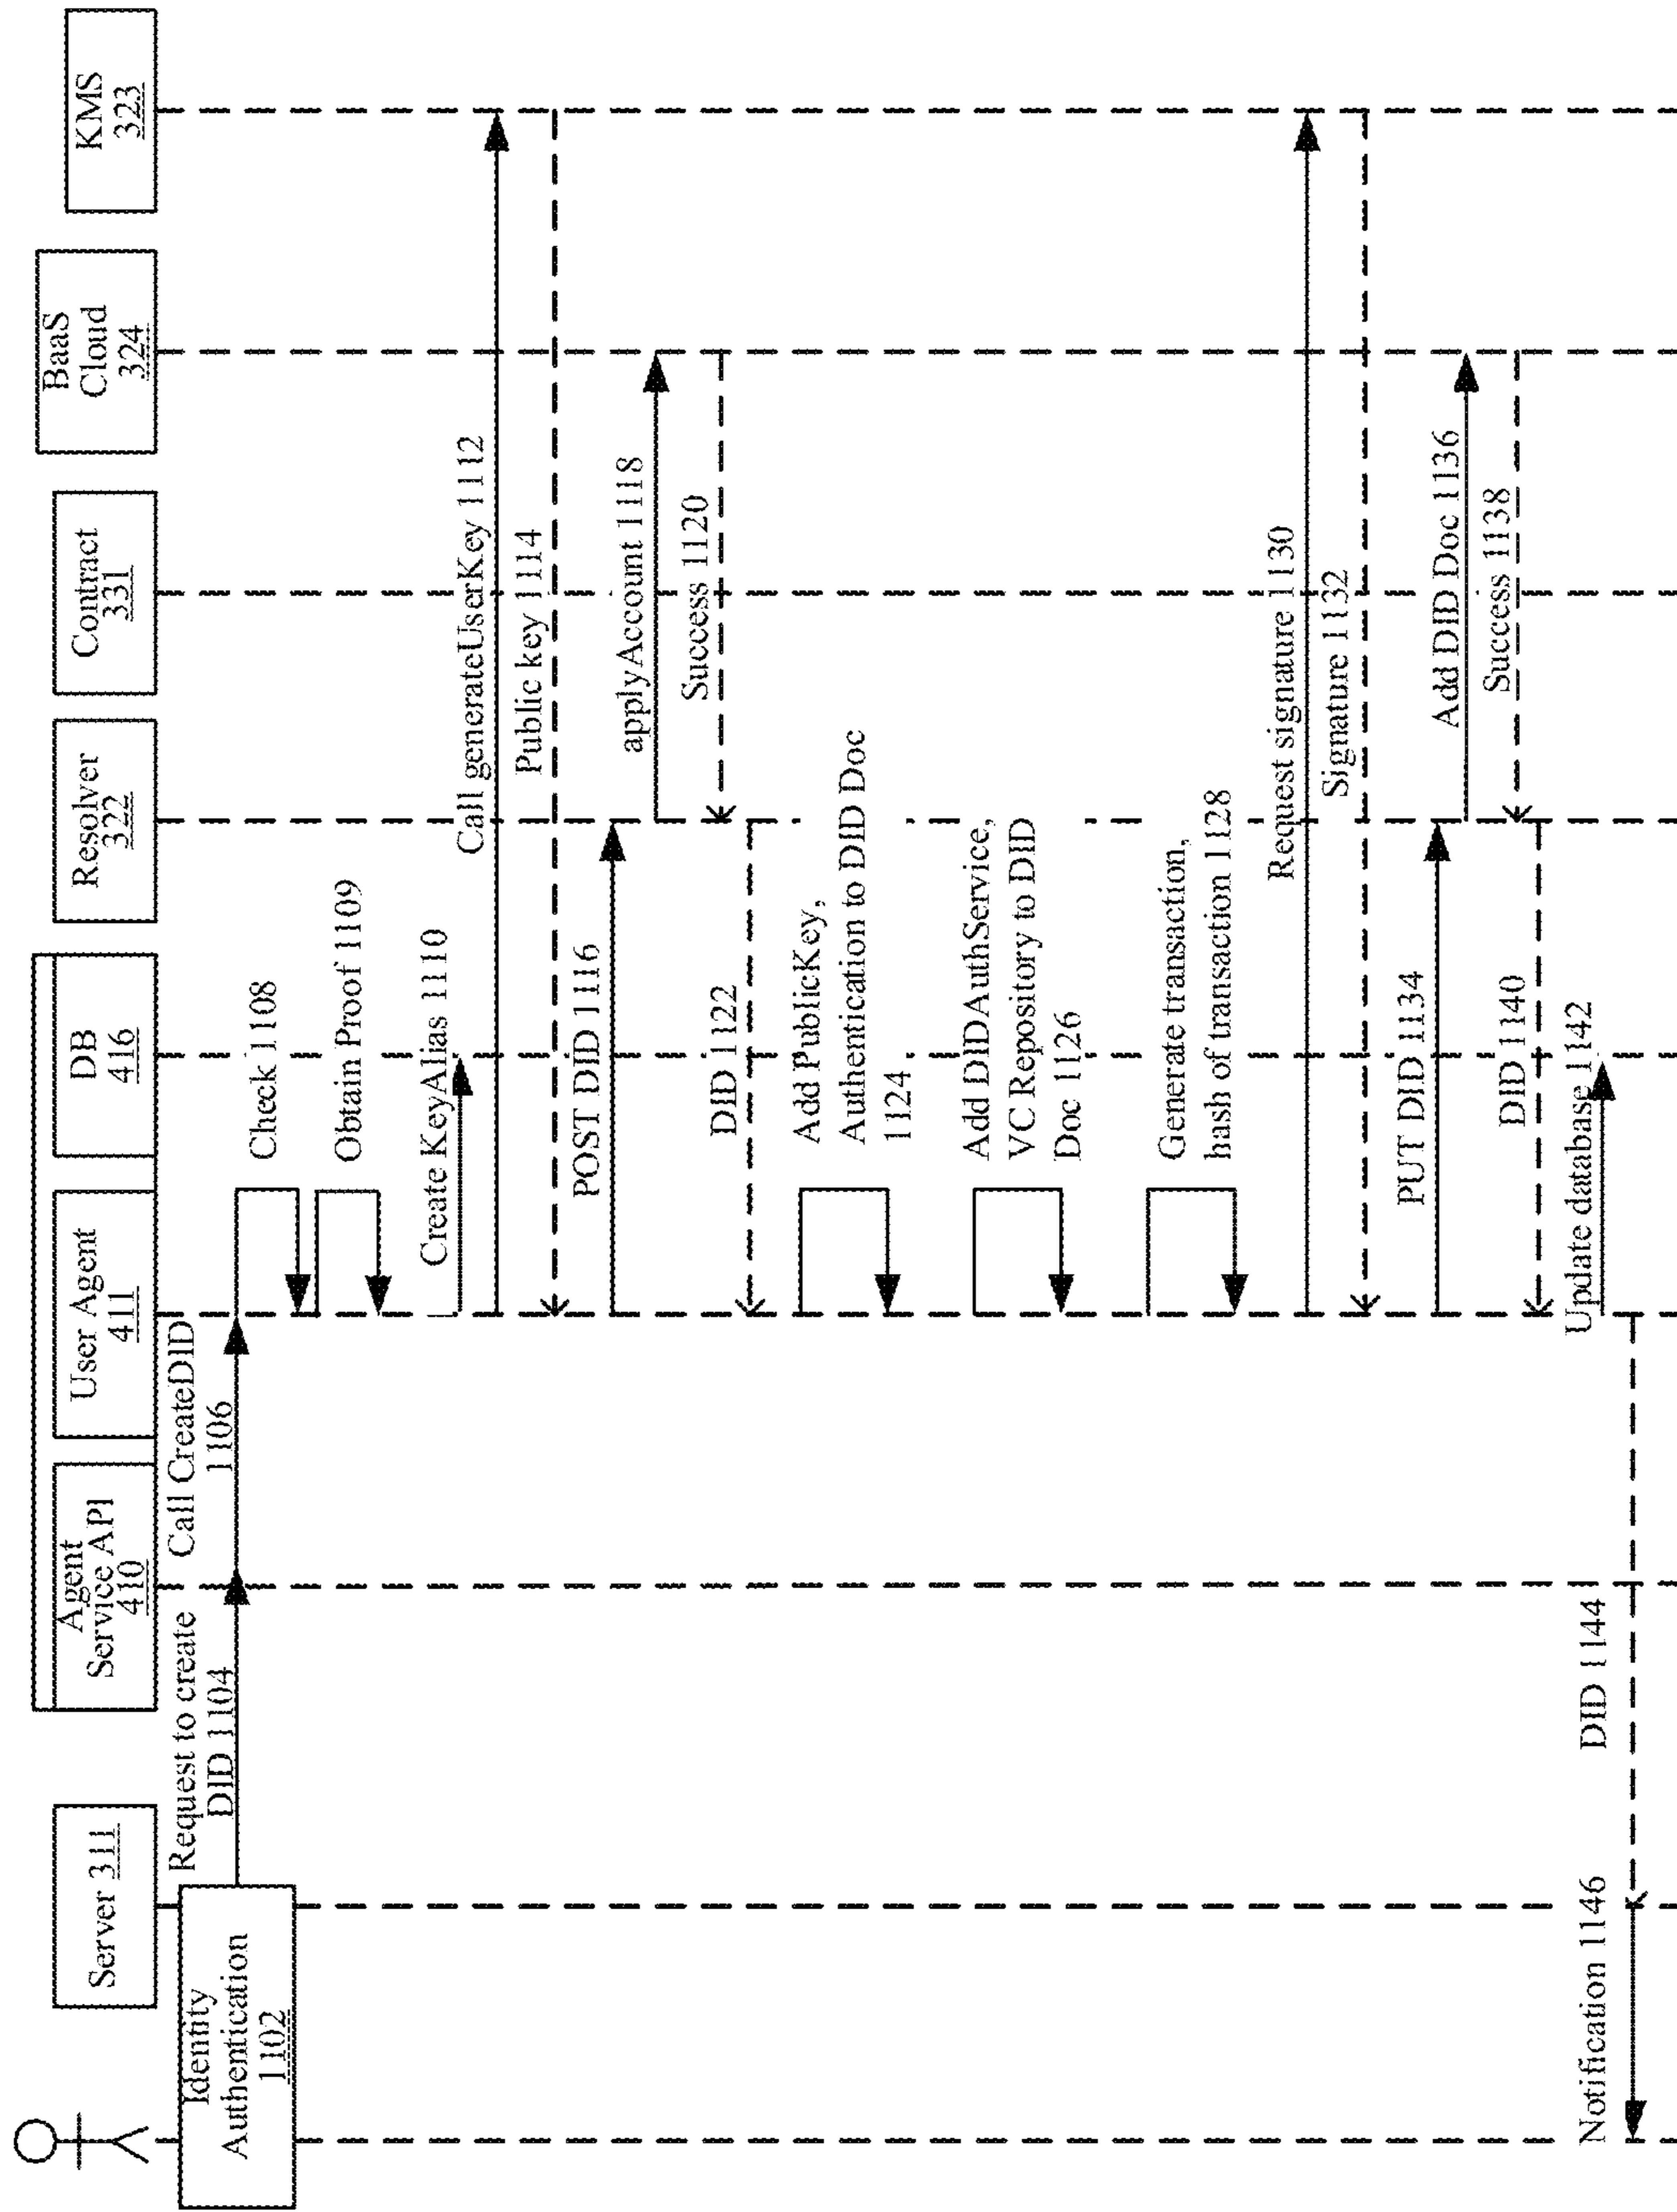 Server 311
Agent
Service API
410
User Agent
411
DB
416
Resolver
322
Contract
331
BaaS
Cloud
324
KMS
323
Identity
Authentication
1102
Request to create
DID 1104
Call CreateDID
1106
Check 1108
Obtain Proof 1109
Create KeyAlias 1110
Call generateUserKey 1112
Public key 1114
POST DID 1116
applyAccount 1118
Success 1120
DID 1122
Add PublicKey,
Authentication to DID Doc
1124
Add DIDAuthService,
VC Repository to DID
Doc 1126
Generate transaction,
hash of transaction 1128
Request signature 1130
Signature 1132
PUT DID 1134
Add DID Doc 1136
Success 1138
DID 1140
Update database 1142
DID 1144
Notification 1146